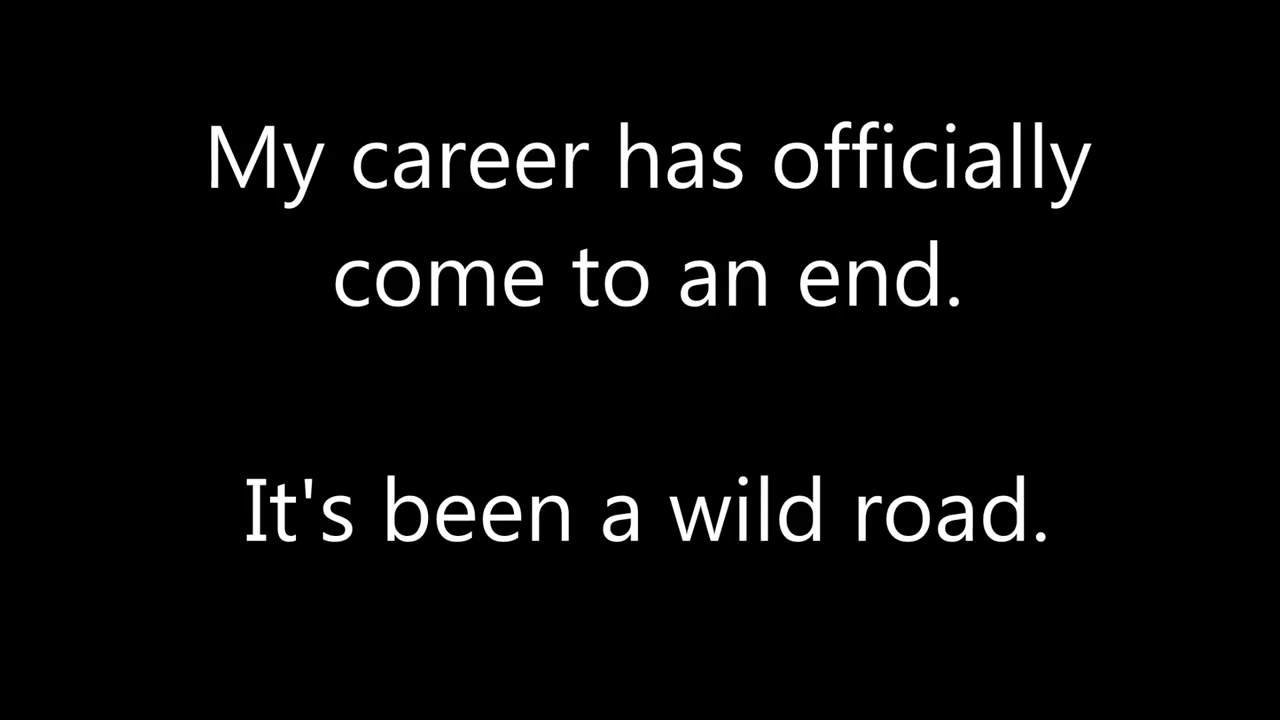 My career has officially
come to an end.
It's been a wild road.